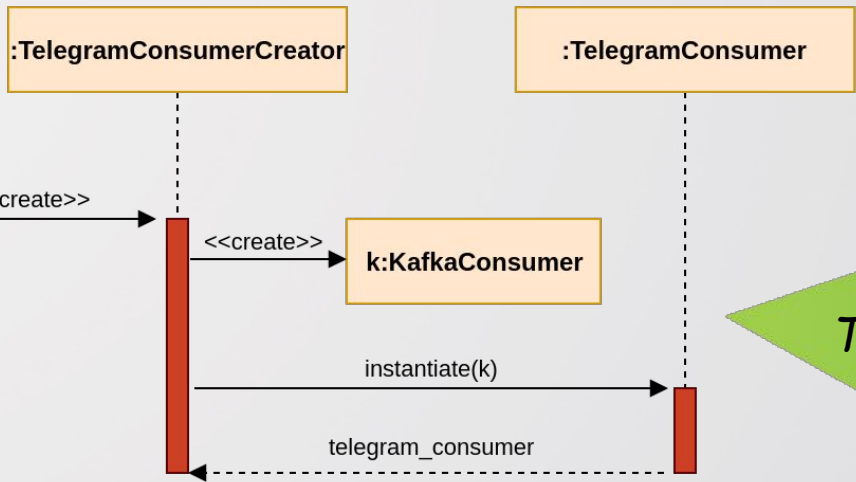 :TelegramConsumerCreator
:TelegramConsumer
create>>
<<create>>
k:KafkaConsumer
instantiate(k)
telegram_consumer